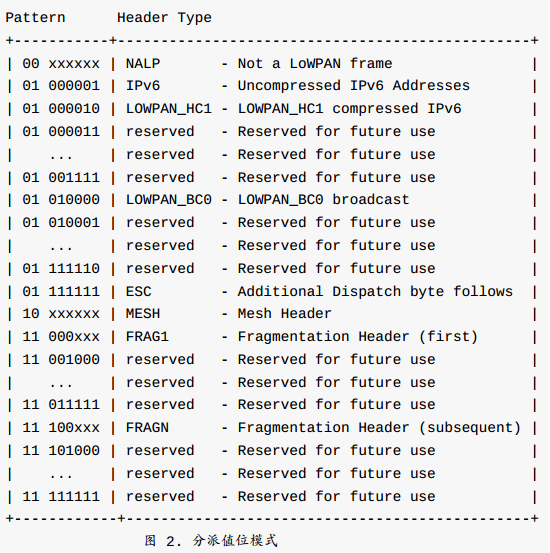 Pattern      Header Type
+-----------+------------------------------------------------+
| 00 xxxxxx | NALP       - Not a LoWPAN frame                |
| 01 000001 | IPv6       - Uncompressed IPv6 Addresses       |
| 01 000010 | LOWPAN_HC1 - LOWPAN_HC1 compressed IPv6        |
| 01 000011 | reserved   - Reserved for future use           |
|    ...    | reserved   - Reserved for future use           |
| 01 001111 | reserved   - Reserved for future use           |
| 01 010000 | LOWPAN_BC0 - LOWPAN_BC0 broadcast              |
| 01 010001 | reserved   - Reserved for future use           |
|    ...    | reserved   - Reserved for future use           |
| 01 111110 | reserved   - Reserved for future use           |
| 01 111111 | ESC        - Additional Dispatch byte follows  |
| 10 xxxxxx | MESH       - Mesh Header                       |
| 11 000xxx | FRAG1      - Fragmentation Header (first)      |
| 11 001000 | reserved   - Reserved for future use           |
|    ...    | reserved   - Reserved for future use           |
| 11 011111 | reserved   - Reserved for future use           |
| 11 100xxx | FRAGN      - Fragmentation Header (subsequent) |
| 11 101000 | reserved   - Reserved for future use           |
|    ...    | reserved   - Reserved for future use           |
| 11 111111 | reserved   - Reserved for future use           |
+------------+-----------------------------------------------+
图 2. 分派值位模式